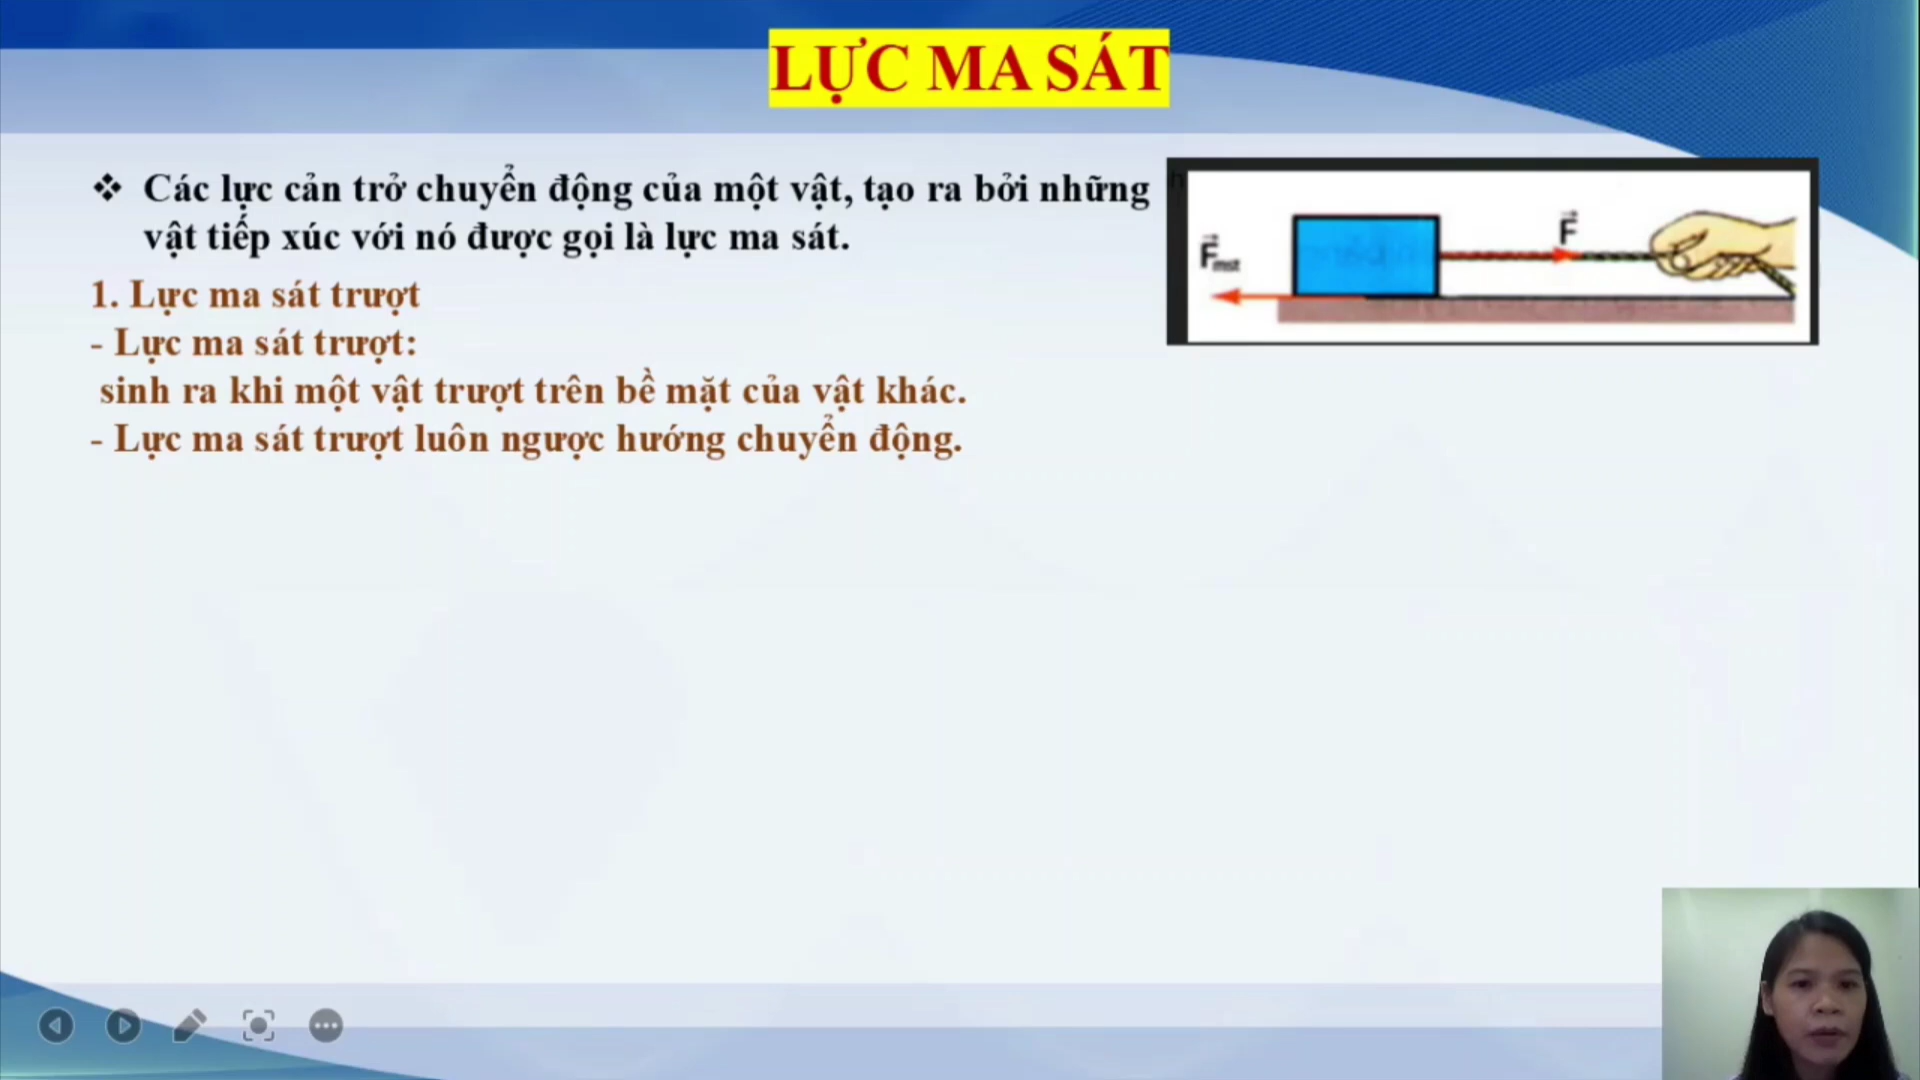 LỰC MA SÁT
❖ Các lực cản trở chuyển động của một vật, tạo ra bởi những
vật tiếp xúc với nó được gọi là lực ma sát.
1. Lực ma sát trượt
- Lực ma sát trượt:
sinh ra khi một vật trượt trên bề mặt của vật khác.
- Lực ma sát trượt luôn ngược hướng chuyển động.
F⃗
F⃗mst